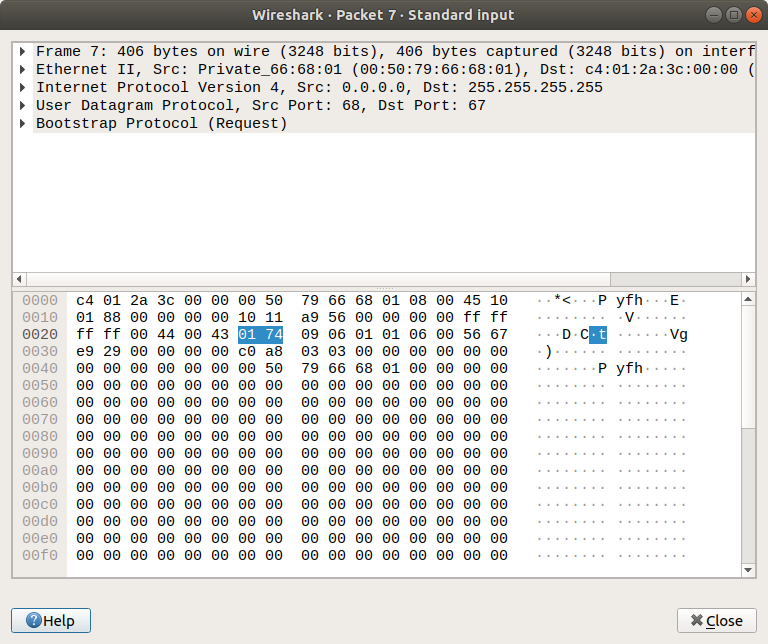 Wireshark · Packet 7 · Standard input
Frame 7: 406 bytes on wire (3248 bits), 406 bytes captured (3248 bits) on interf
Ethernet II, Src: Private_66:68:01 (00:50:79:66:68:01), Dst: c4:01:2a:3c:00:00 (
Internet Protocol Version 4, Src: 0.0.0.0, Dst: 255.255.255.255
User Datagram Protocol, Src Port: 68, Dst Port: 67
Bootstrap Protocol (Request)
0000 c4 01 2a 3c 00 00 00 50 79 66 68 01 08 00 45 10 ··*<···P yfh···E·
0010 01 88 00 00 00 00 10 11 a9 56 00 00 00 00 ff ff ········ ·V······
0020 ff ff 00 44 00 43 01 74 09 06 01 01 06 00 56 67 ···D·C·t ······Vg
0030 e9 29 00 00 00 00 c0 a8 03 03 00 00 00 00 00 00 ·)······ ········
0040 00 00 00 00 00 00 00 50 79 66 68 01 00 00 00 00 ·······P yfh·····
0050 00 00 00 00 00 00 00 00 00 00 00 00 00 00 00 00 ········ ········
0060 00 00 00 00 00 00 00 00 00 00 00 00 00 00 00 00 ········ ········
0070 00 00 00 00 00 00 00 00 00 00 00 00 00 00 00 00 ········ ········
0080 00 00 00 00 00 00 00 00 00 00 00 00 00 00 00 00 ········ ········
0090 00 00 00 00 00 00 00 00 00 00 00 00 00 00 00 00 ········ ········
00a0 00 00 00 00 00 00 00 00 00 00 00 00 00 00 00 00 ········ ········
00b0 00 00 00 00 00 00 00 00 00 00 00 00 00 00 00 00 ········ ········
00c0 00 00 00 00 00 00 00 00 00 00 00 00 00 00 00 00 ········ ········
00d0 00 00 00 00 00 00 00 00 00 00 00 00 00 00 00 00 ········ ········
00e0 00 00 00 00 00 00 00 00 00 00 00 00 00 00 00 00 ········ ········
00f0 00 00 00 00 00 00 00 00 00 00 00 00 00 00 00 00 ········ ········
Help
Close